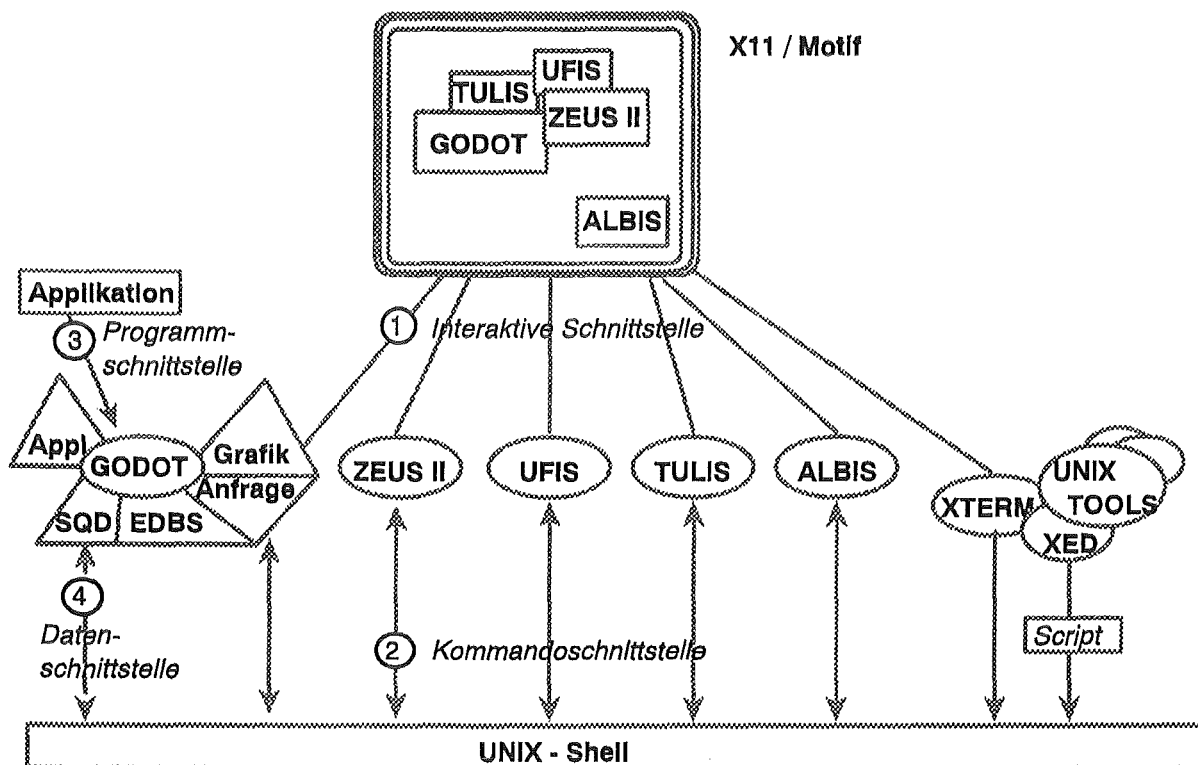 X11 / Motif
UFIS
TULIS
ZEUS II
GODOT
ALBIS
Applikation
3
Programm-
schnittstelle
1
Interaktive Schnittstelle
Appl.
GODOT
Grafik
Anfrage
SQD
EDBS
ZEUS II
UFIS
TULIS
ALBIS
XTERM
UNIX
TOOLS
XED
4
Daten-
schnittstelle
2
Kommandoschnittstelle
Script
UNIX - Shell